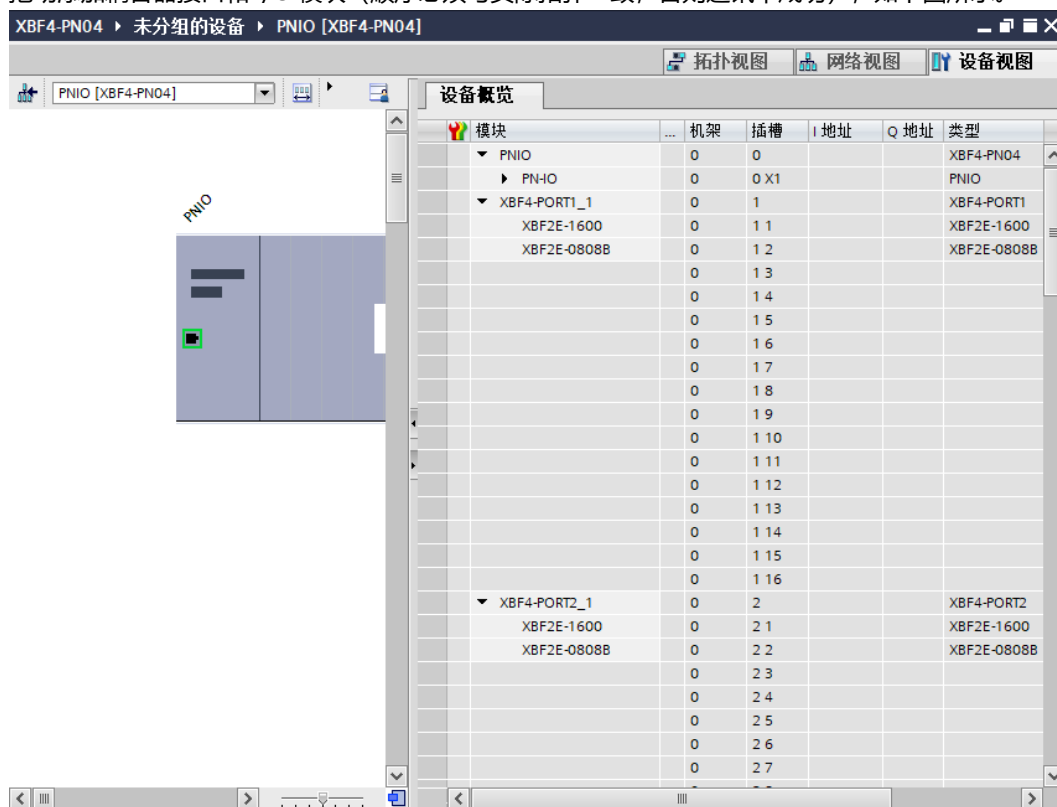 XBF4-PN04 ▸ 未分组的设备 ▸ PNIO [XBF4-PN04]
拓扑视图 网络视图 设备视图
PNIO [XBF4-PN04]
设备概览
模块 ... 机架 插槽 I 地址 Q 地址 类型
PNIO 0 0 XBF4-PN04
PN-IO 0 0 X1 PNIO
XBF4-PORT1_1 0 1 XBF4-PORT1
XBF2E-1600 0 1 1 XBF2E-1600
XBF2E-0808B 0 1 2 XBF2E-0808B
0 1 3
0 1 4
0 1 5
0 1 6
0 1 7
0 1 8
0 1 9
0 1 10
0 1 11
0 1 12
0 1 13
0 1 14
0 1 15
0 1 16
XBF4-PORT2_1 0 2 XBF4-PORT2
XBF2E-1600 0 2 1 XBF2E-1600
XBF2E-0808B 0 2 2 XBF2E-0808B
0 2 3
0 2 4
0 2 5
0 2 6
0 2 7
PNIO